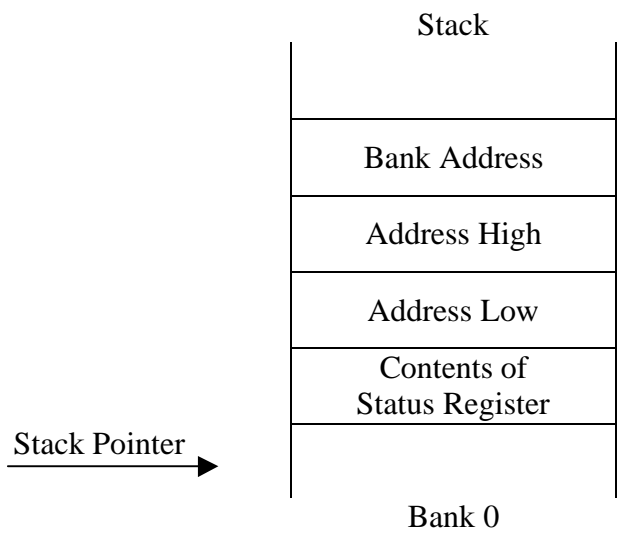 Stack
Bank Address
Address High
Address Low
Contents of
Status Register
Stack Pointer
Bank 0